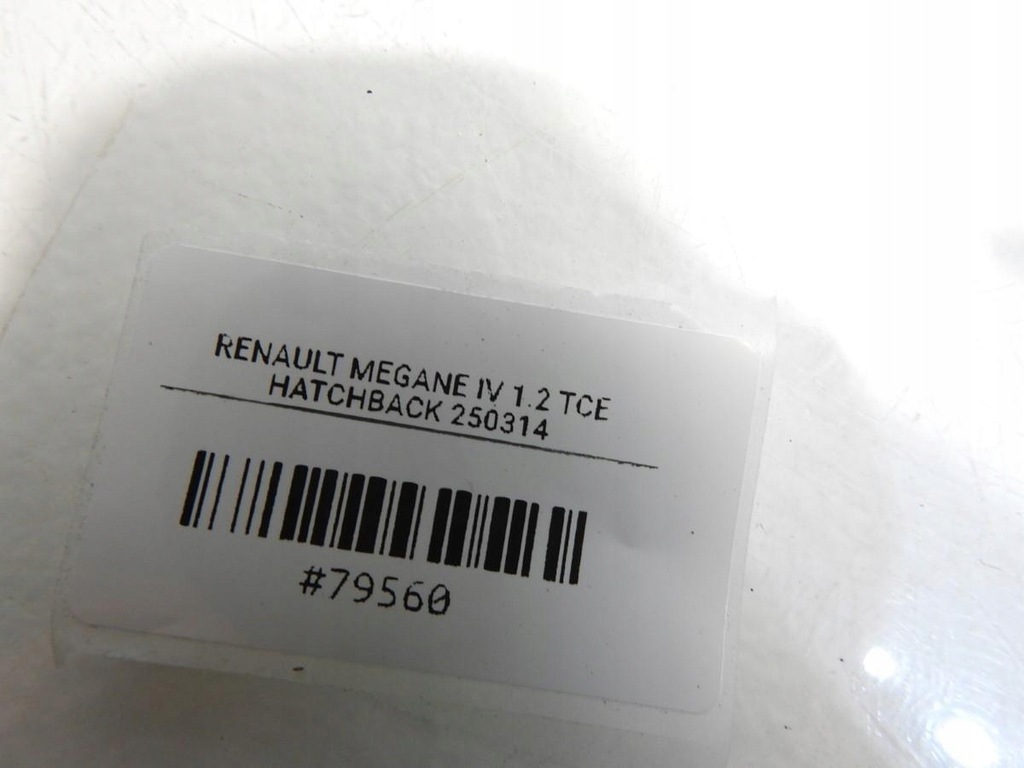 RENAULT MEGANE IV 1.2 TCE
HATCHBACK 250314
#79560